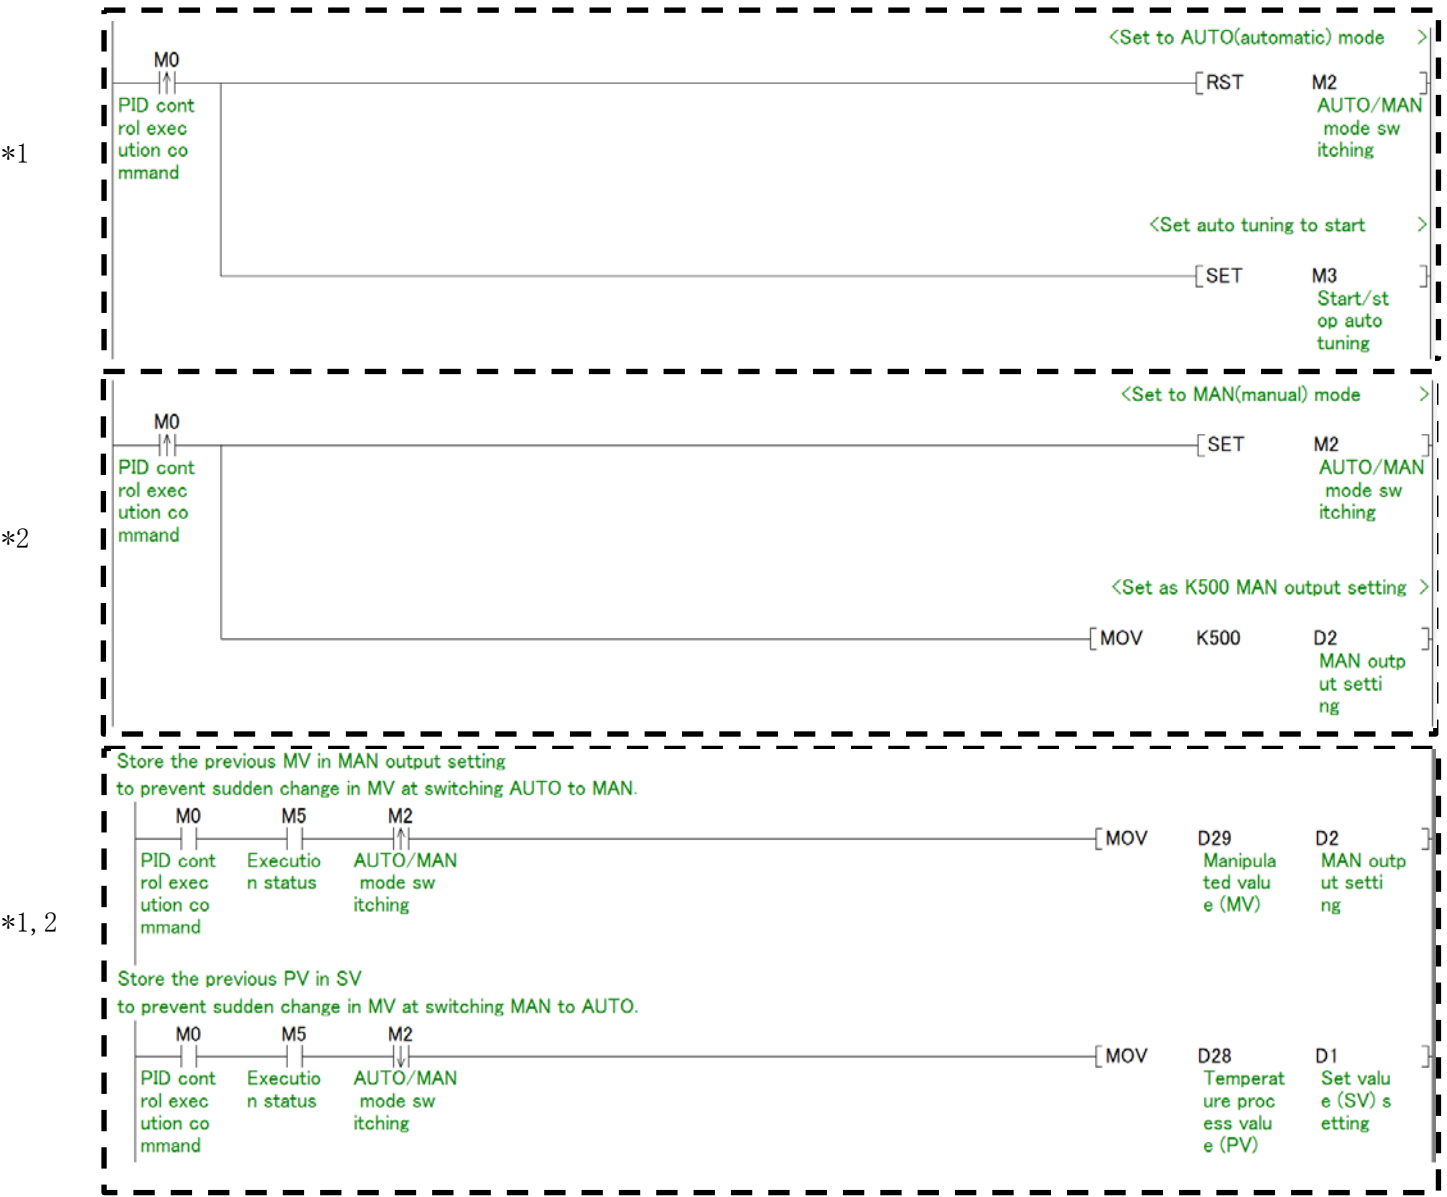 <Set to AUTO(automatic) mode >
M0
RST M2
PID cont
rol exec
ution co
mmand
AUTO/MAN
mode sw
itching
*1
<Set auto tuning to start >
SET M3
Start/st
op auto
tuning
<Set to MAN(manual) mode >
M0
SET M2
PID cont
rol exec
ution co
mmand
AUTO/MAN
mode sw
itching
*2
<Set as K500 MAN output setting >
MOV K500 D2
MAN outp
ut setti
ng
Store the previous MV in MAN output setting
to prevent sudden change in MV at switching AUTO to MAN.
M0 M5 M2
MOV D29 D2
PID cont
rol exec
ution co
mmand
Executio
n status
AUTO/MAN
mode sw
itching
Manipula
ted valu
e (MV)
MAN outp
ut setti
ng
*1, 2
Store the previous PV in SV
to prevent sudden change in MV at switching MAN to AUTO.
M0 M5 M2
MOV D28 D1
PID cont
rol exec
ution co
mmand
Executio
n status
AUTO/MAN
mode sw
itching
Temperat
ure proc
ess valu
e (PV)
Set valu
e (SV) s
etting